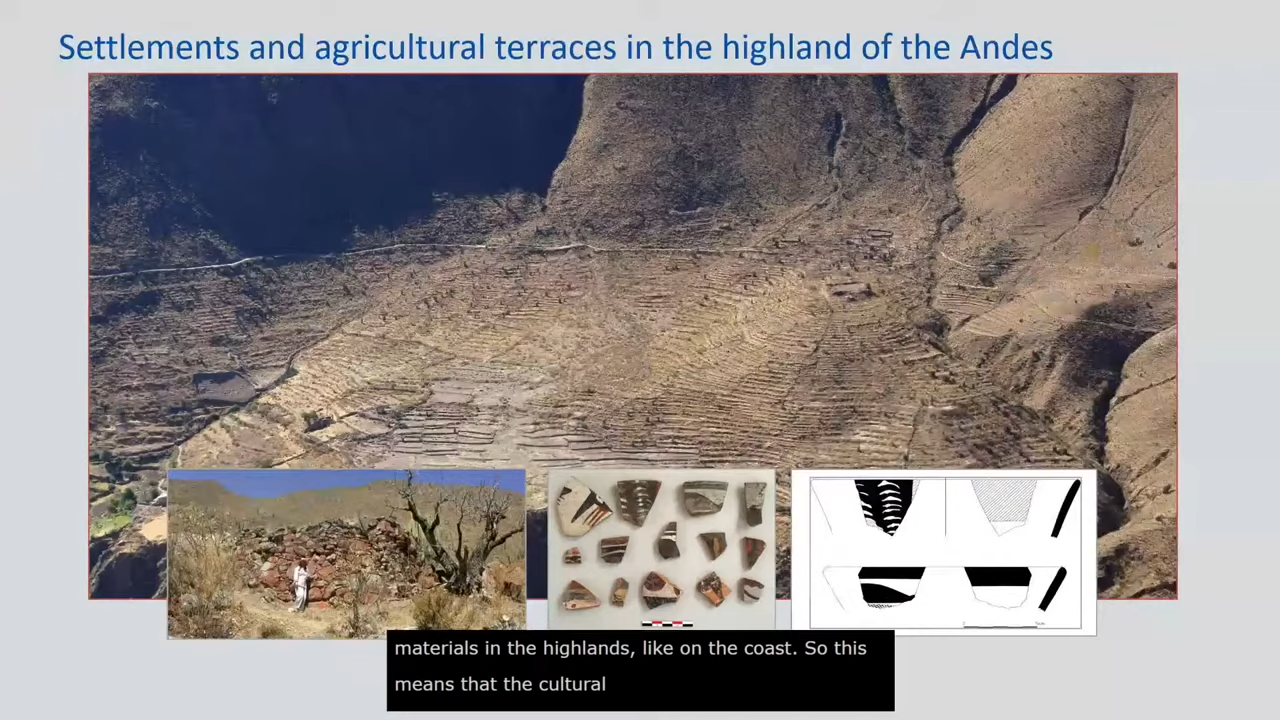 Settlements and agricultural terraces in the highland of the Andes
materials in the highlands, like on the coast. So this
means that the cultural